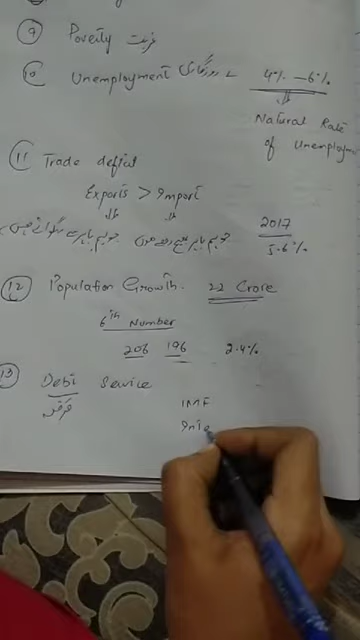 9 Poverty غربت
10 Unemployment بے روزگاری 4% - 6%
Natural Rate
of Unemploym
11 Trade deficit
Exports > Import
2017
5.6%
12 Population Growth. 22 Crore
6th Number
206 196 2.4%
13 Debt Service
قرض
IMF
Inte